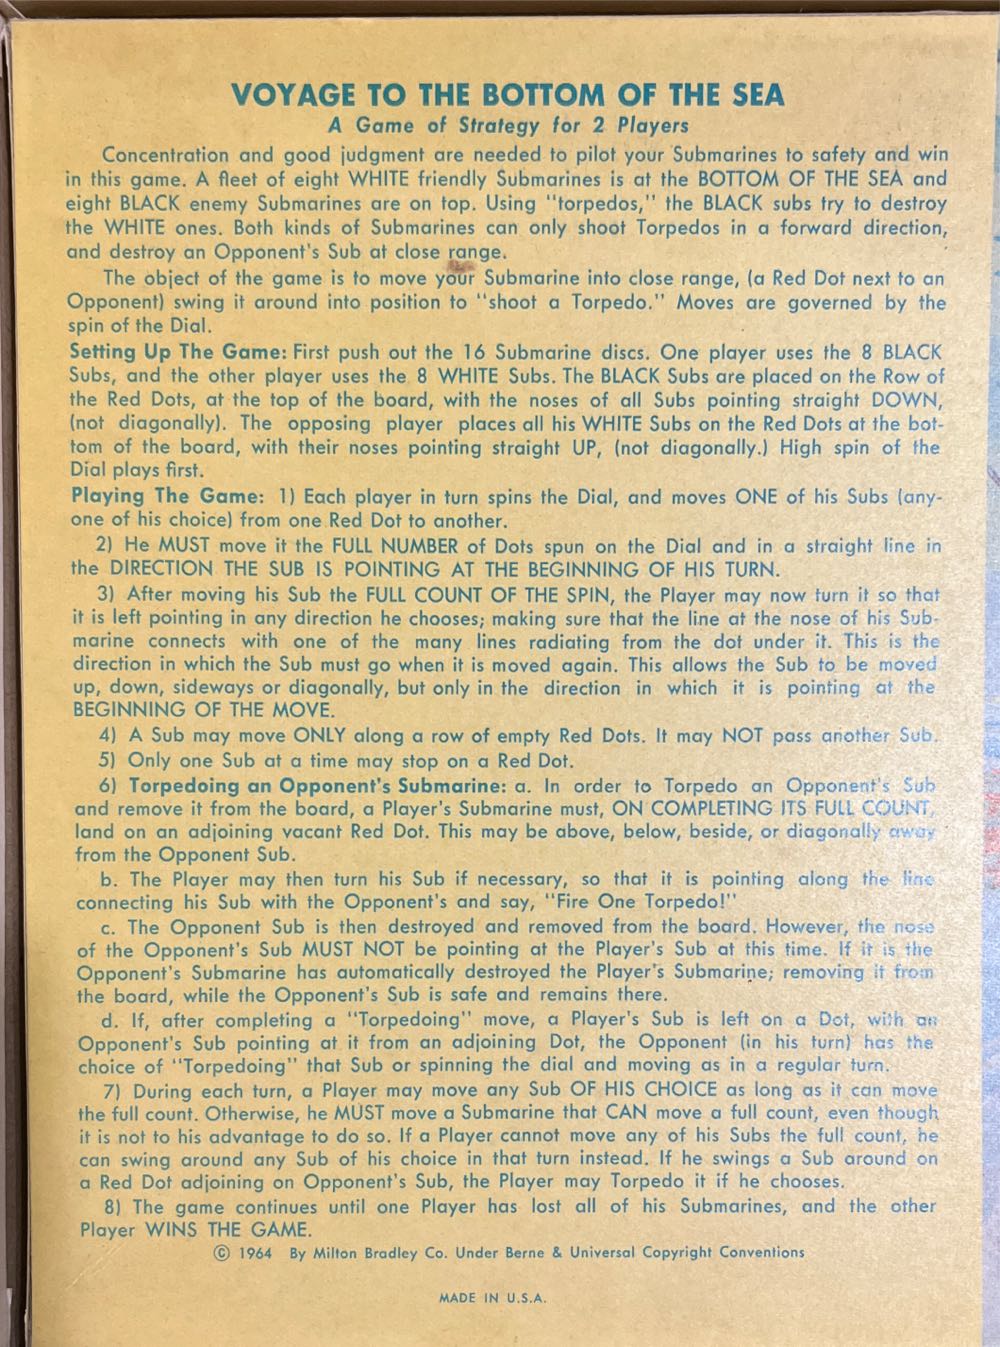 VOYAGE TO THE BOTTOM OF THE SEA
A Game of Strategy for 2 Players
Concentration and good judgment are needed to pilot your Submarines to safety and win
in this game. A fleet of eight WHITE friendly Submarines is at the BOTTOM OF THE SEA and
eight BLACK enemy Submarines are on top. Using "torpedos," the BLACK subs try to destroy
the WHITE ones. Both kinds of Submarines can only shoot Torpedos in a forward direction,
and destroy an Opponent's Sub at close range.
The object of the game is to move your Submarine into close range, (a Red Dot next to an
Opponent) swing it around into position to "shoot a Torpedo." Moves are governed by the
spin of the Dial.
Setting Up The Game: First push out the 16 Submarine discs. One player uses the 8 BLACK
Subs, and the other player uses the 8 WHITE Subs. The BLACK Subs are placed on the Row of
the Red Dots, at the top of the board, with the noses of all Subs pointing straight DOWN,
(not diagonally). The opposing player places all his WHITE Subs on the Red Dots at the bot-
tom of the board, with their noses pointing straight UP, (not diagonally.) High spin of the
Dial plays first.
Playing The Game: 1) Each player in turn spins the Dial, and moves ONE of his Subs (any-
one of his choice) from one Red Dot to another.
2) He MUST move it the FULL NUMBER of Dots spun on the Dial and in a straight line in
the DIRECTION THE SUB IS POINTING AT THE BEGINNING OF HIS TURN.
3) After moving his Sub the FULL COUNT OF THE SPIN, the Player may now turn it so that
it is left pointing in any direction he chooses; making sure that the line at the nose of his Sub-
marine connects with one of the many lines radiating from the dot under it. This is the
direction in which the Sub must go when it is moved again. This allows the Sub to be moved
up, down, sideways or diagonally, but only in the direction in which it is pointing at the
BEGINNING OF THE MOVE.
4) A Sub may move ONLY along a row of empty Red Dots. It may NOT pass another Sub.
5) Only one Sub at a time may stop on a Red Dot.
6) Torpedoing an Opponent's Submarine: a. In order to Torpedo an Opponent's Sub
and remove it from the board, a Player's Submarine must, ON COMPLETING ITS FULL COUNT,
land on an adjoining vacant Red Dot. This may be above, below, beside, or diagonally away
from the Opponent Sub.
b. The Player may then turn his Sub if necessary, so that it is pointing along the line
connecting his Sub with the Opponent's and say, "Fire One Torpedo!"
c. The Opponent Sub is then destroyed and removed from the board. However, the nose
of the Opponent's Sub MUST NOT be pointing at the Player's Sub at this time. If it is the
Opponent's Submarine has automatically destroyed the Player's Submarine; removing it from
the board, while the Opponent's Sub is safe and remains there.
d. If, after completing a "Torpedoing" move, a Player's Sub is left on a Dot, with an
Opponent's Sub pointing at it from an adjoining Dot, the Opponent (in his turn) has the
choice of "Torpedoing" that Sub or spinning the dial and moving as in a regular turn.
7) During each turn, a Player may move any Sub OF HIS CHOICE as long as it can move
the full count. Otherwise, he MUST move a Submarine that CAN move a full count, even though
it is not to his advantage to do so. If a Player cannot move any of his Subs the full count, he
can swing around any Sub of his choice in that turn instead. If he swings a Sub around on
a Red Dot adjoining on Opponent's Sub, the Player may Torpedo it if he chooses.
8) The game continues until one Player has lost all of his Submarines, and the other
Player WINS THE GAME.
© 1964 By Milton Bradley Co. Under Berne & Universal Copyright Conventions
MADE IN U.S.A.